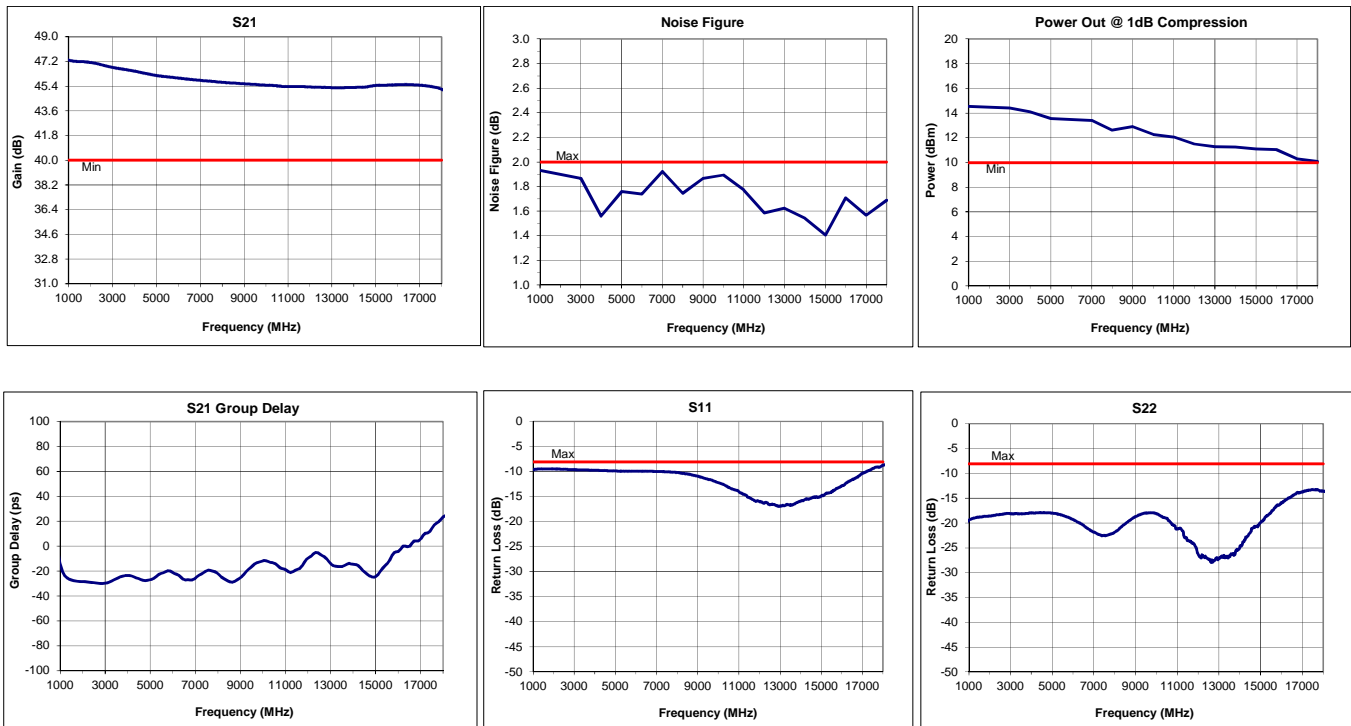 S21
Gain (dB)
49.0
47.2
45.4
43.6
41.8
40.0
38.2
36.4
34.6
32.8
31.0
Min
1000 3000 5000 7000 9000 11000 13000 15000 17000
Frequency (MHz)
Noise Figure
Noise Figure (dB)
3.0
2.8
2.6
2.4
2.2
2.0
1.8
1.6
1.4
1.2
1.0
Max
1000 3000 5000 7000 9000 11000 13000 15000 17000
Frequency (MHz)
Power Out @ 1dB Compression
Power (dBm)
20
18
16
14
12
10
8
6
4
2
0
Min
1000 3000 5000 7000 9000 11000 13000 15000 17000
Frequency (MHz)
S21 Group Delay
Group Delay (ps)
100
80
60
40
20
0
-20
-40
-60
-80
-100
1000 3000 5000 7000 9000 11000 13000 15000 17000
Frequency (MHz)
S11
Return Loss (dB)
0
-5
-10
-15
-20
-25
-30
-35
-40
-45
-50
Max
1000 3000 5000 7000 9000 11000 13000 15000 17000
Frequency (MHz)
S22
Return Loss (dB)
0
-5
-10
-15
-20
-25
-30
-35
-40
-45
-50
Max
1000 3000 5000 7000 9000 11000 13000 15000 17000
Frequency (MHz)